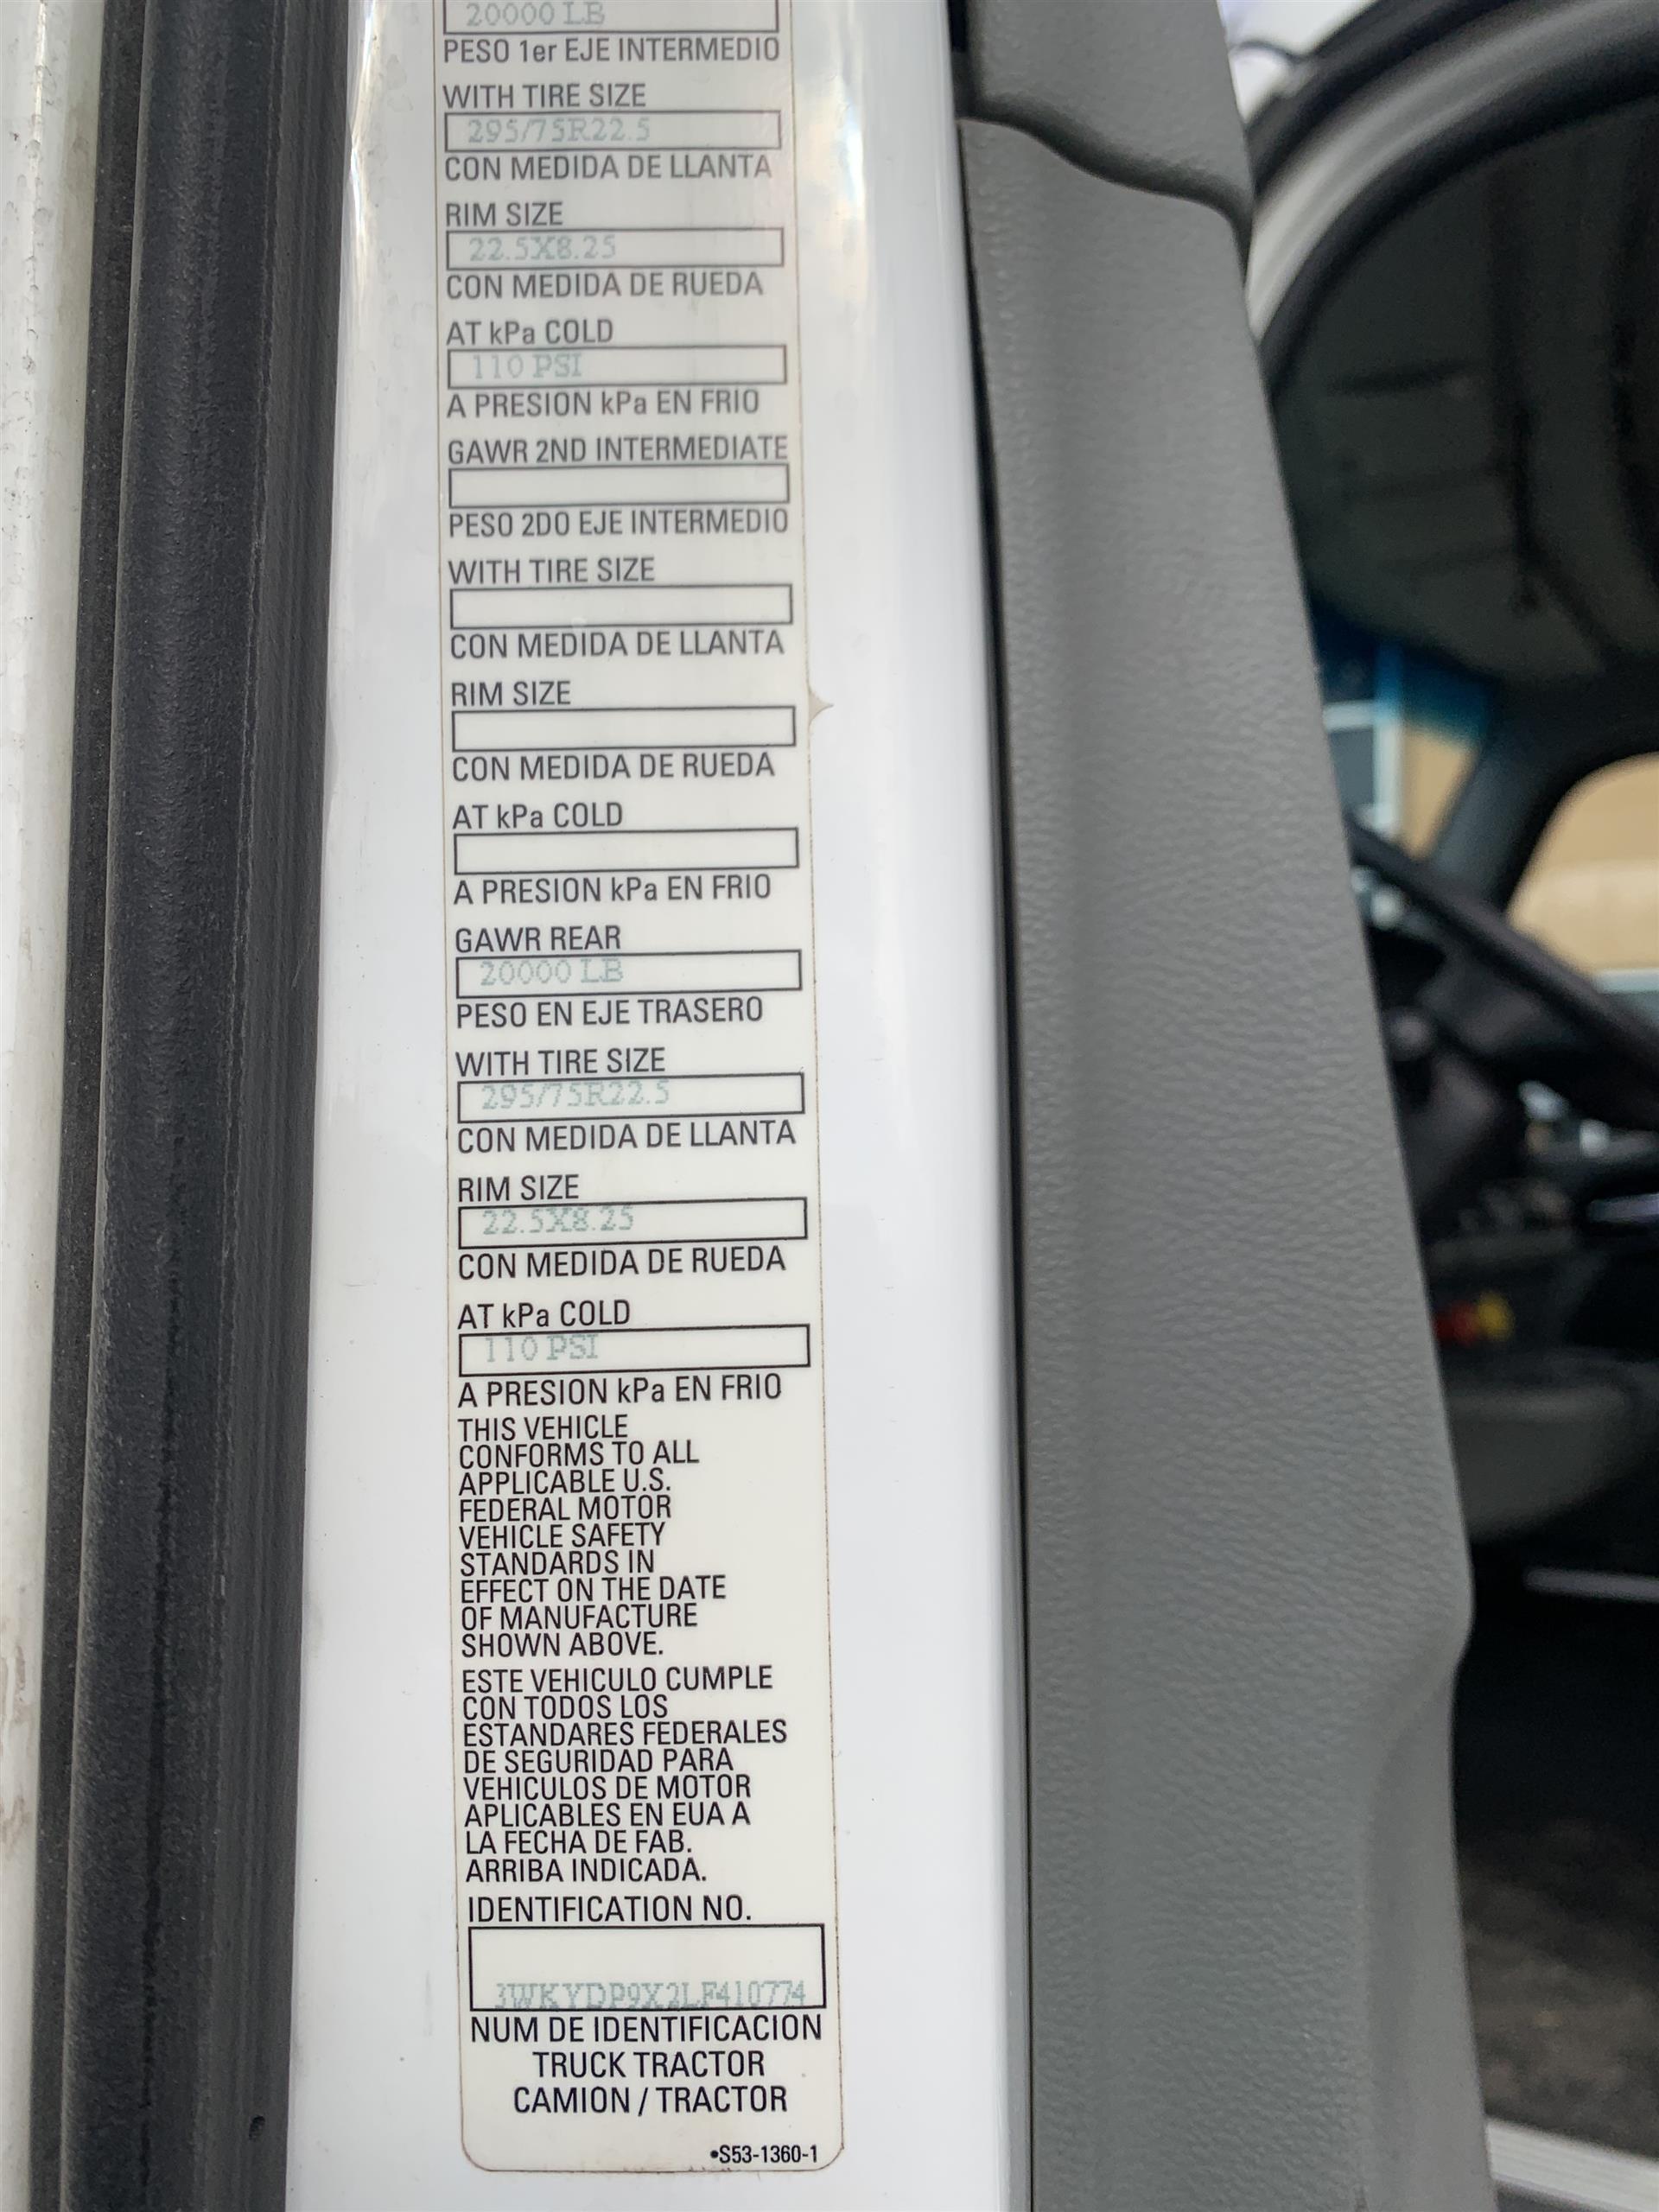 20000 LB
PESO 1er EJE INTERMEDIO
WITH TIRE SIZE
295/75R22.5
CON MEDIDA DE LLANTA
RIM SIZE
22.5X8.25
CON MEDIDA DE RUEDA
AT kPa COLD
110 PSI
A PRESION kPa EN FRIO
GAWR 2ND INTERMEDIATE
PESO 2DO EJE INTERMEDIO
WITH TIRE SIZE
CON MEDIDA DE LLANTA
RIM SIZE
CON MEDIDA DE RUEDA
AT kPa COLD
A PRESION kPa EN FRIO
GAWR REAR
20000 LB
PESO EN EJE TRASERO
WITH TIRE SIZE
295/75R22.5
CON MEDIDA DE LLANTA
RIM SIZE
22.5X8.25
CON MEDIDA DE RUEDA
AT kPa COLD
110 PSI
A PRESION kPa EN FRIO
THIS VEHICLE
CONFORMS TO ALL
APPLICABLE U.S.
FEDERAL MOTOR
VEHICLE SAFETY
STANDARDS IN
EFFECT ON THE DATE
OF MANUFACTURE
SHOWN ABOVE.
ESTE VEHICULO CUMPLE
CON TODOS LOS
ESTANDARES FEDERALES
DE SEGURIDAD PARA
VEHICULOS DE MOTOR
APLICABLES EN EUA A
LA FECHA DE FAB.
ARRIBA INDICADA.
IDENTIFICATION NO.
3WKYDP9X2LF410774
NUM DE IDENTIFICACION
TRUCK TRACTOR
CAMION / TRACTOR
•S53-1360-1